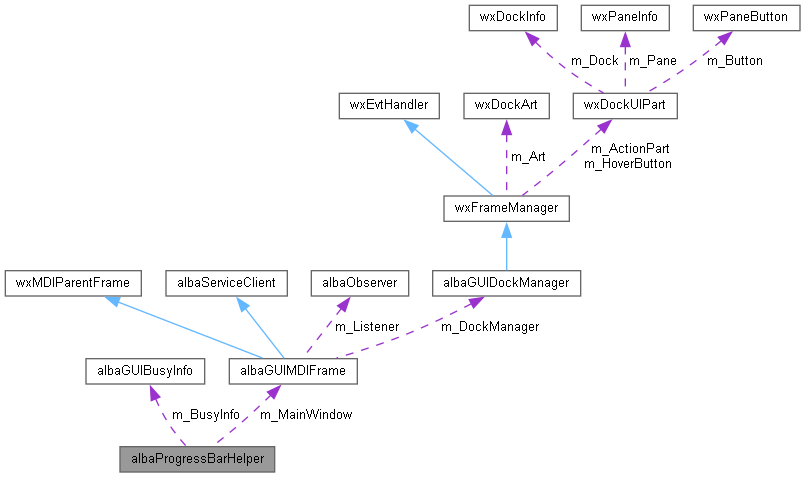 wxDockInfo
wxPaneInfo
wxPaneButton
m_Dock
m_Pane
m_Button
wxEvtHandler
wxDockArt
wxDockUIPart
m_Art
m_ActionPart
m_HoverButton
wxFrameManager
wxMDIParentFrame
albaServiceClient
albaObserver
albaGUIDockManager
m_Listener
m_DockManager
albaGUIBusyInfo
albaGUIMDIFrame
m_BusyInfo
m_MainWindow
albaProgressBarHelper